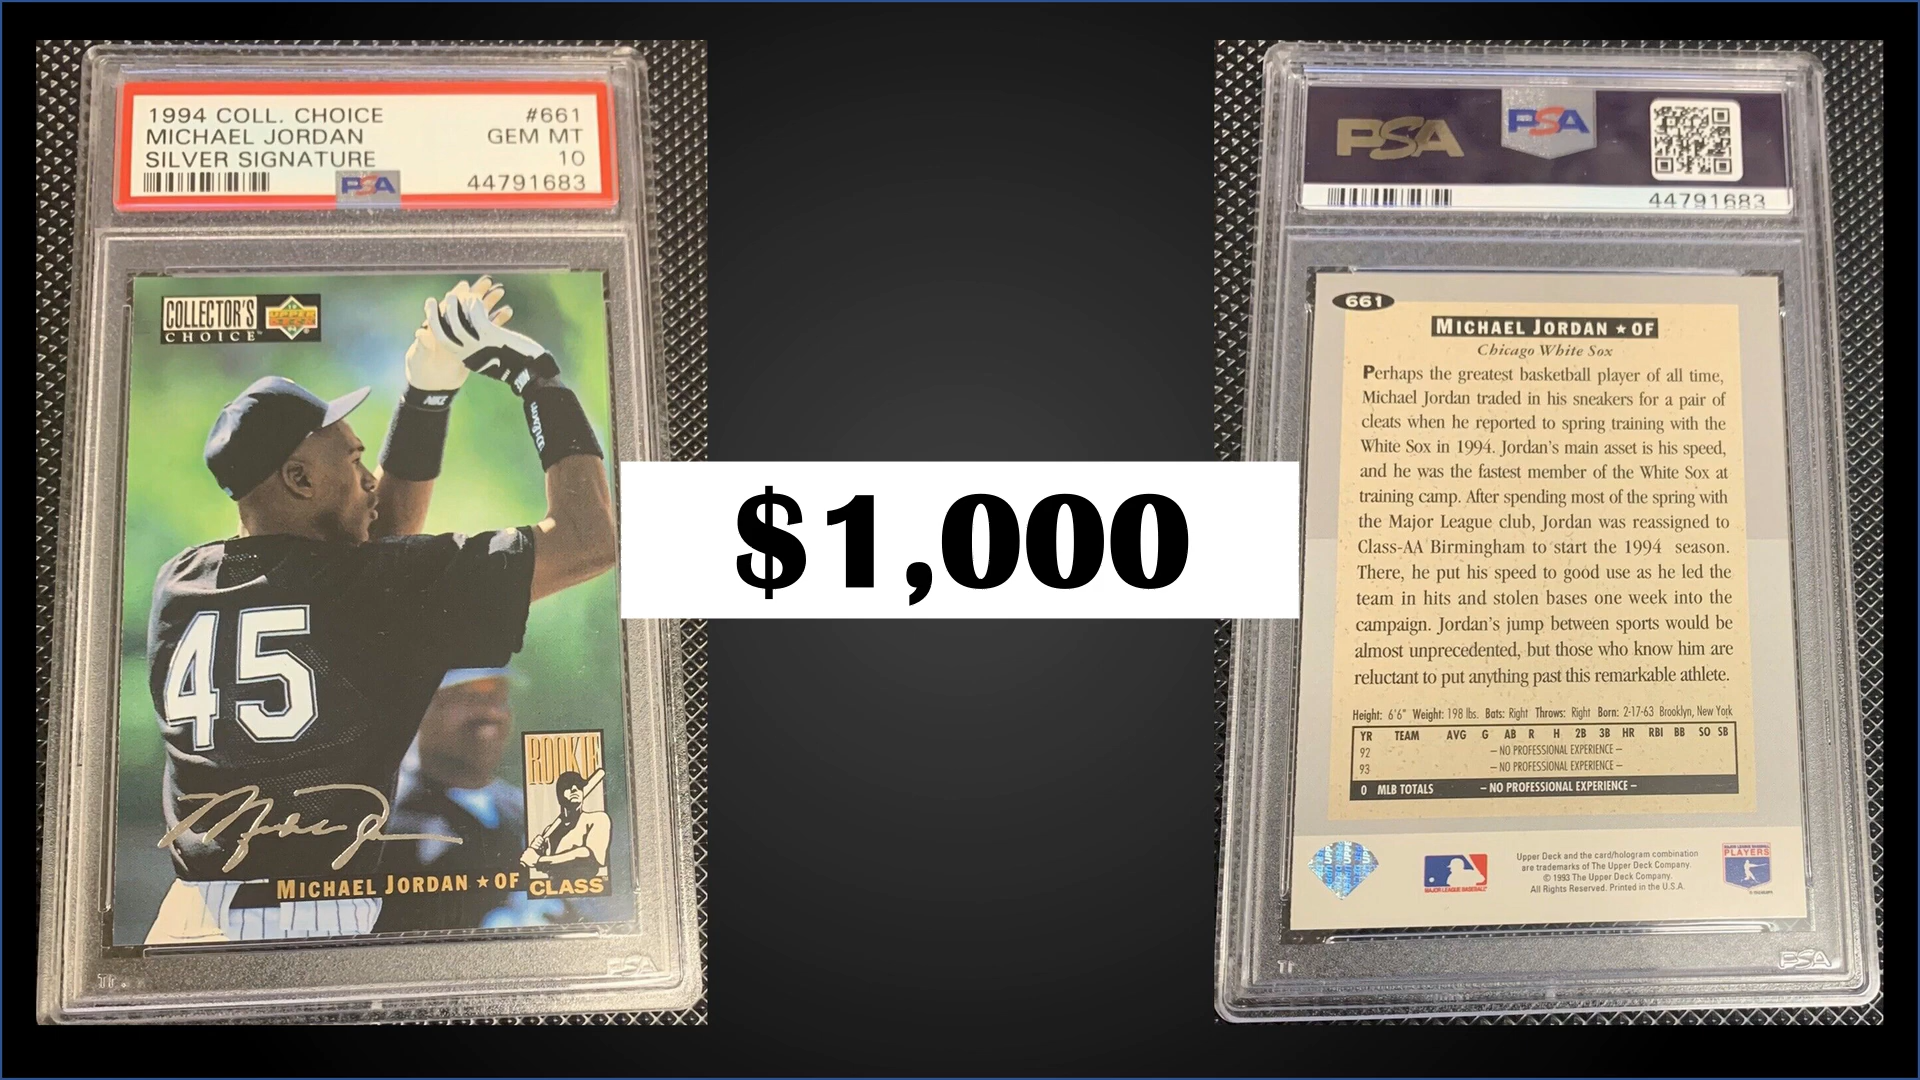 1994 COLL. CHOICE #661
MICHAEL JORDAN GEM MT
SILVER SIGNATURE 10
PSA 44791683
COLLECTOR'S
CHOICE
UPPER
DECK
NIKE
45
ROOKIE
MICHAEL JORDAN ★ OF CLASS
PSA
$1,000
PSA PSA
44791683
661
MICHAEL JORDAN ★ OF
Chicago White Sox
Perhaps the greatest basketball player of all time,
Michael Jordan traded in his sneakers for a pair of
cleats when he reported to spring training with the
White Sox in 1994. Jordan's main asset is his speed,
and he was the fastest member of the White Sox at
training camp. After spending most of the spring with
the Major League club, Jordan was reassigned to
Class-AA Birmingham to start the 1994 season.
There, he put his speed to good use as he led the
team in hits and stolen bases one week into the
campaign. Jordan's jump between sports would be
almost unprecedented, but those who know him are
reluctant to put anything past this remarkable athlete.
Height: 6'6" Weight: 198 lbs. Bats: Right Throws: Right Born: 2-17-63 Brooklyn, New York
YR TEAM AVG G AB R H 2B 3B HR RBI BB SO SB
92 – NO PROFESSIONAL EXPERIENCE –
93 – NO PROFESSIONAL EXPERIENCE –
0 MLB TOTALS – NO PROFESSIONAL EXPERIENCE –
Upper Deck and the card/hologram combination
are trademarks of The Upper Deck Company.
© 1993 The Upper Deck Company.
All Rights Reserved. Printed in the U.S.A.
MAJOR LEAGUE BASEBALL
MAJOR LEAGUE BASEBALL
PLAYERS
PSA